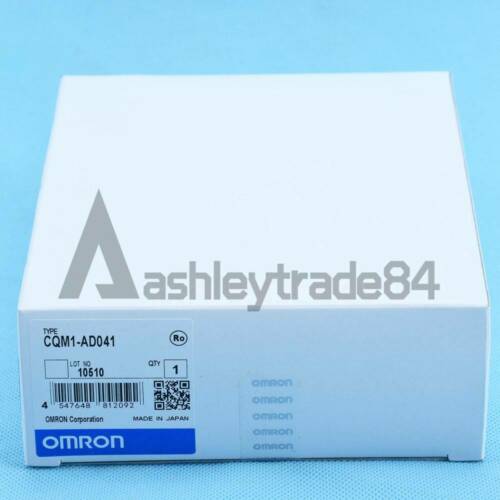 Aashleytrade84
TYPE
CQM1-AD041
Ro
LOT NO
10510
QTY
1
4 547648 812092
MADE IN JAPAN
OMRON Corporation
OMRON
OMRON
OMRON
OMRON
OMRON
OMRON